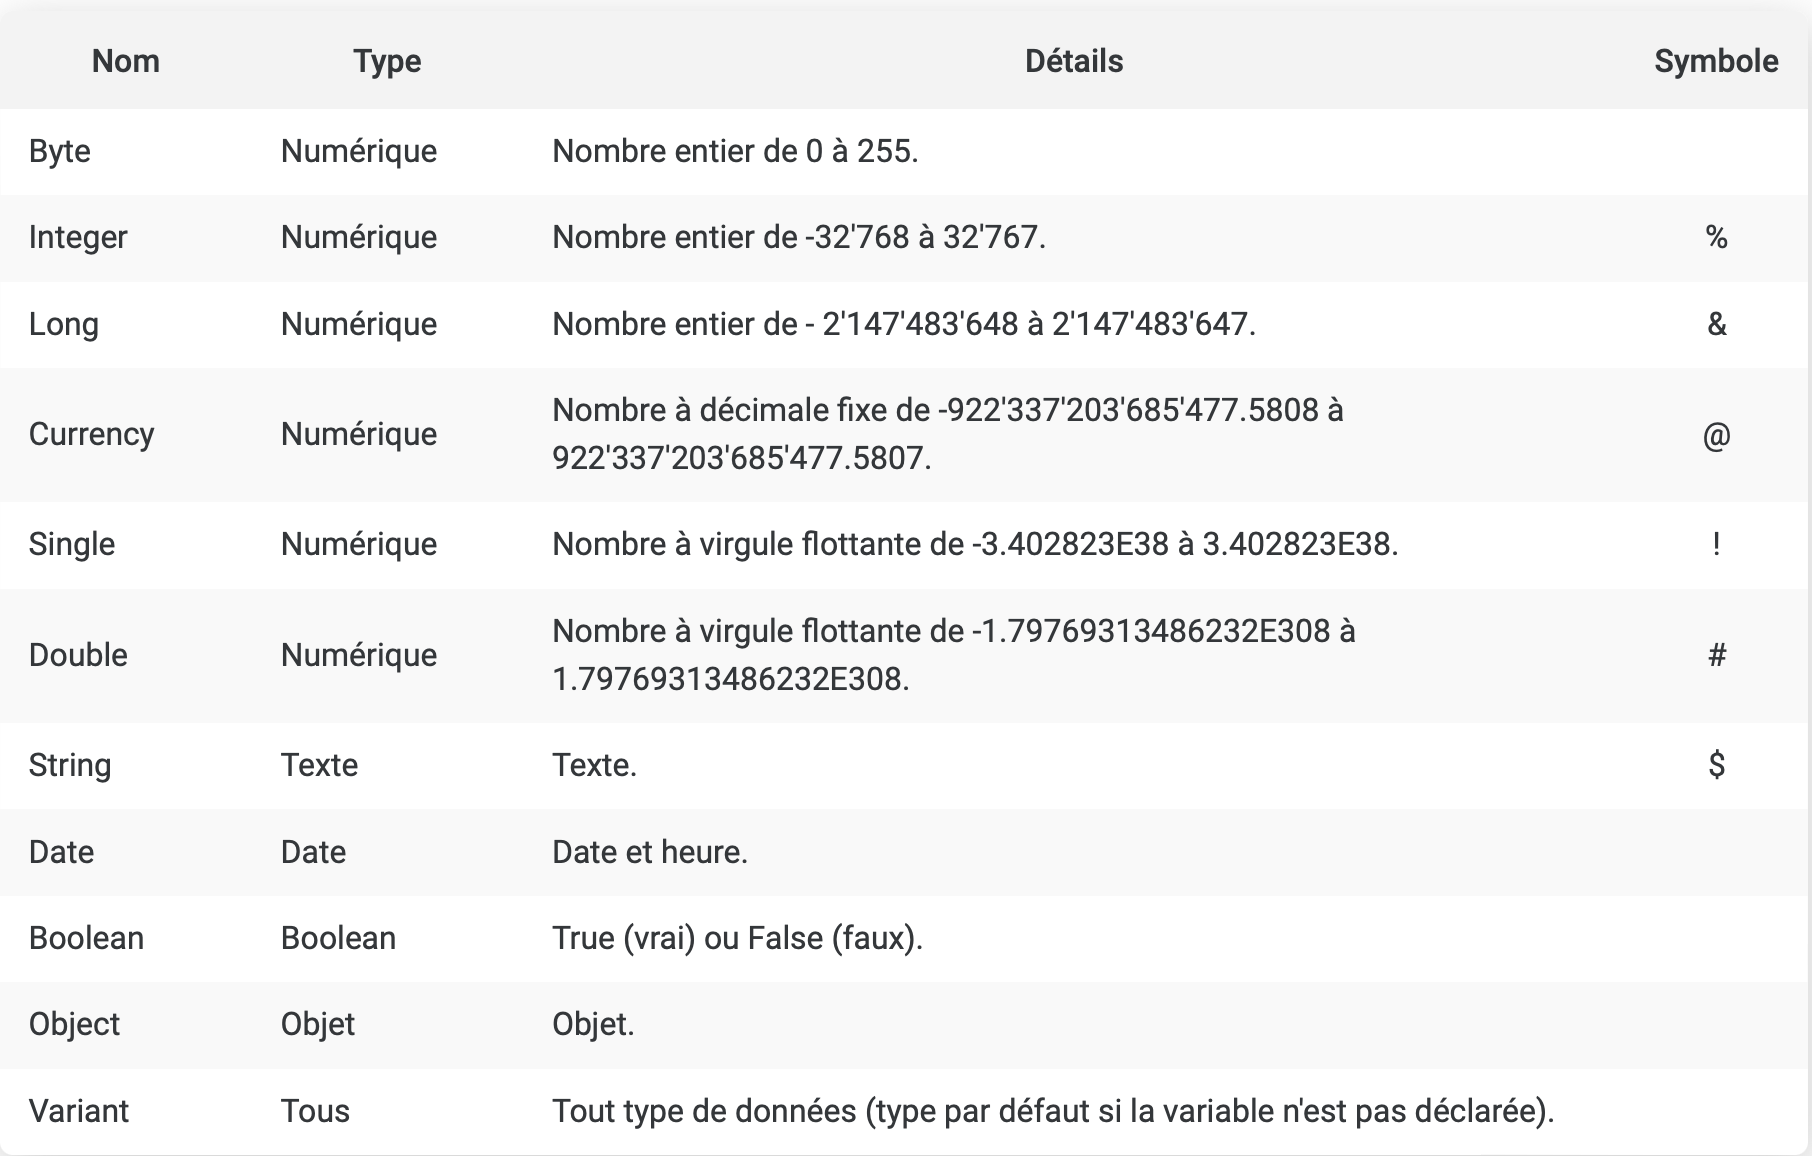 Nom Type Détails Symbole
Byte Numérique Nombre entier de 0 à 255.
Integer Numérique Nombre entier de -32'768 à 32'767. %
Long Numérique Nombre entier de - 2'147'483'648 à 2'147'483'647. &
Currency Numérique Nombre à décimale fixe de -922'337'203'685'477.5808 à
922'337'203'685'477.5807. @
Single Numérique Nombre à virgule flottante de -3.402823E38 à 3.402823E38. !
Double Numérique Nombre à virgule flottante de -1.79769313486232E308 à
1.79769313486232E308. #
String Texte Texte. $
Date Date Date et heure.
Boolean Boolean True (vrai) ou False (faux).
Object Objet Objet.
Variant Tous Tout type de données (type par défaut si la variable n'est pas déclarée).